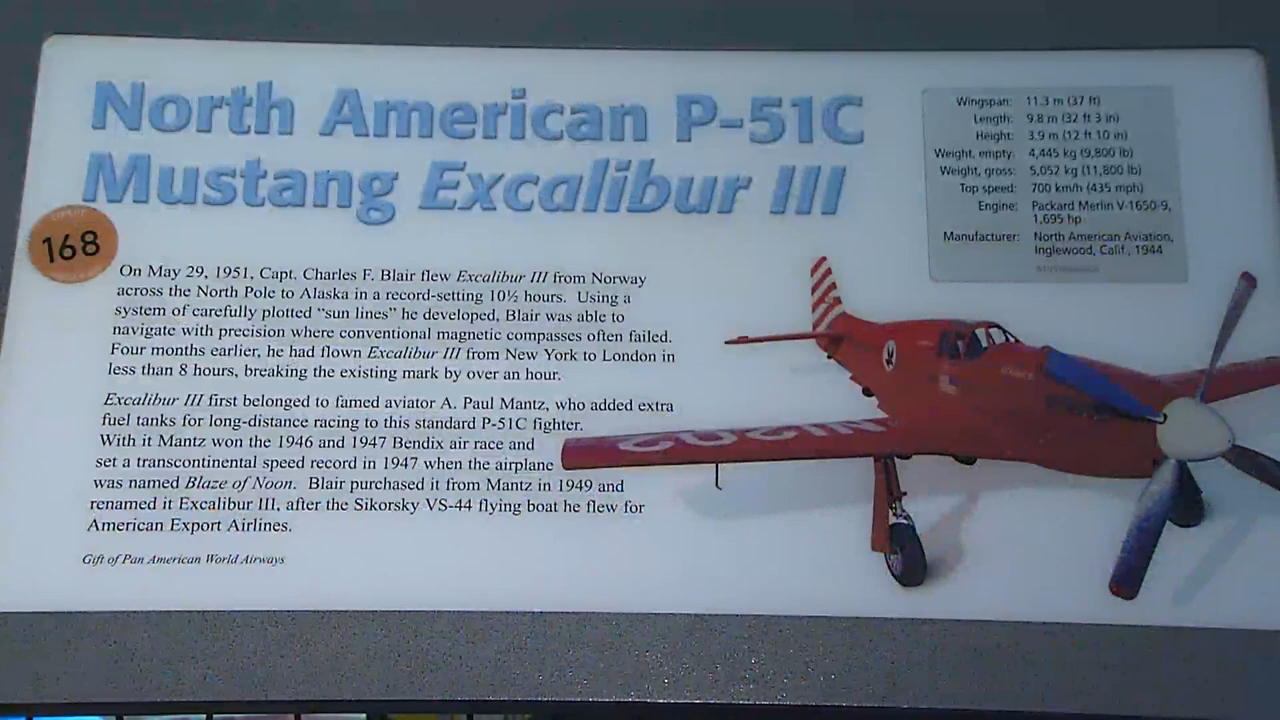 North American P-51C
Mustang Excalibur III
168
Wingspan: 11.3 m (37 ft)
Length: 9.8 m (32 ft 3 in)
Height: 3.9 m (12 ft 10 in)
Weight, empty: 4,445 kg (9,800 lb)
Weight, gross: 5,052 kg (11,800 lb)
Top speed: 700 km/h (435 mph)
Engine: Packard Merlin V-1650-9,
1,695 hp
Manufacturer: North American Aviation,
Inglewood, Calif., 1944
On May 29, 1951, Capt. Charles F. Blair flew Excalibur III from Norway
across the North Pole to Alaska in a record-setting 10½ hours. Using a
system of carefully plotted "sun lines" he developed, Blair was able to
navigate with precision where conventional magnetic compasses often failed.
Four months earlier, he had flown Excalibur III from New York to London in
less than 8 hours, breaking the existing mark by over an hour.
Excalibur III first belonged to famed aviator A. Paul Mantz, who added extra
fuel tanks for long-distance racing to this standard P-51C fighter.
With it Mantz won the 1946 and 1947 Bendix air race and
set a transcontinental speed record in 1947 when the airplane
was named Blaze of Noon. Blair purchased it from Mantz in 1949 and
renamed it Excalibur III, after the Sikorsky VS-44 flying boat he flew for
American Export Airlines.
Gift of Pan American World Airways
N1202